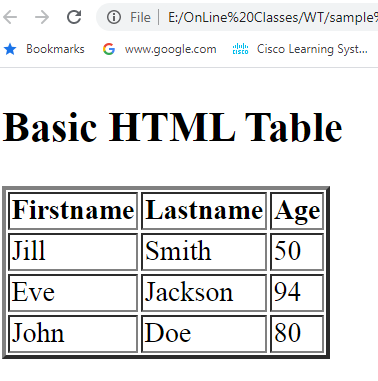 File | E:/OnLine%20Classes/WT/sample%
Bookmarks www.google.com Cisco Learning Syst...
Basic HTML Table
Firstname Lastname Age
Jill Smith 50
Eve Jackson 94
John Doe 80